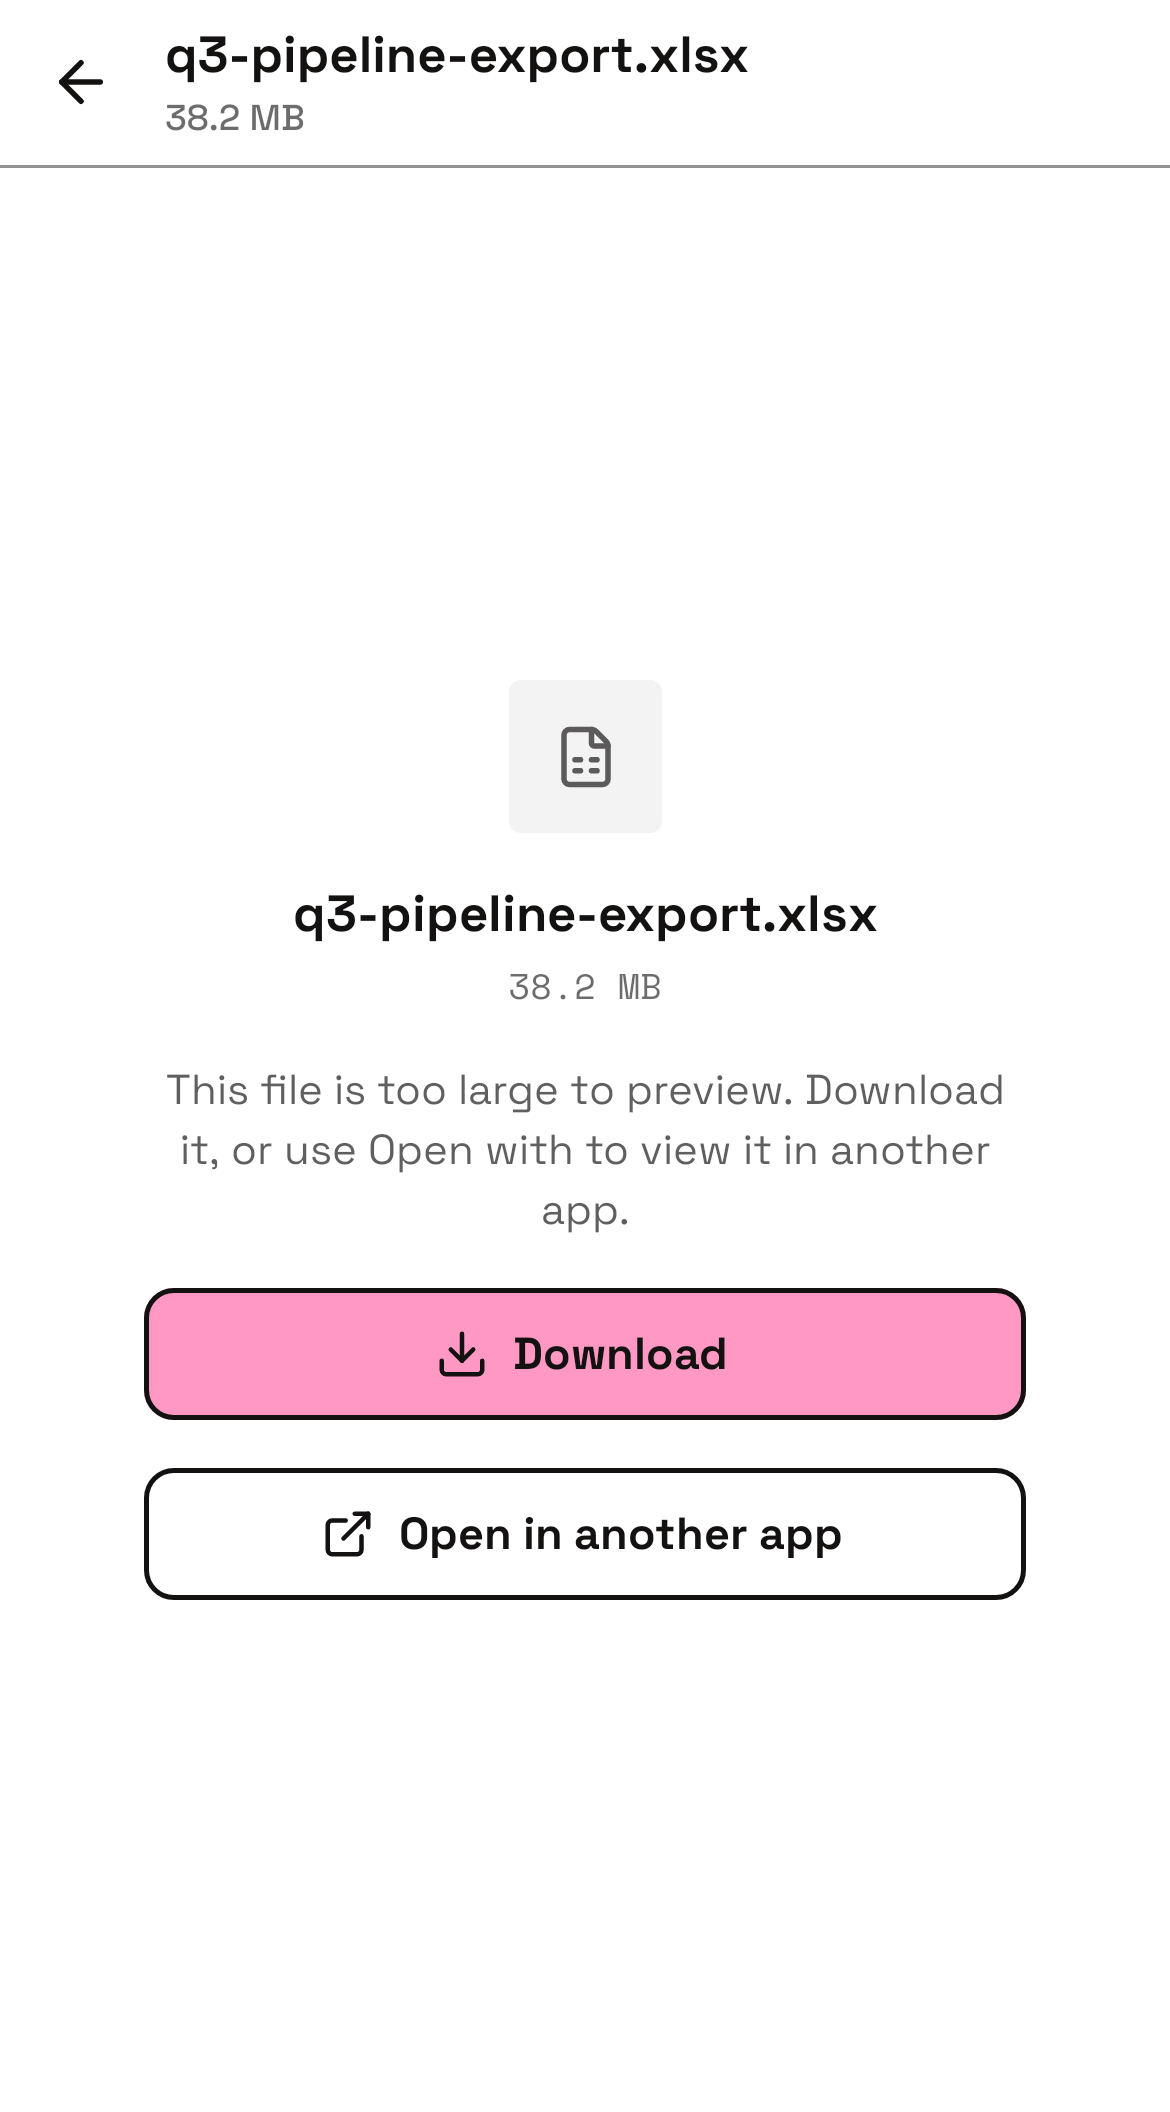 q3-pipeline-export.xlsx
38.2 MB
q3-pipeline-export.xlsx
38.2 MB
This file is too large to preview. Download
it, or use Open with to view it in another
app.
Download
Open in another app